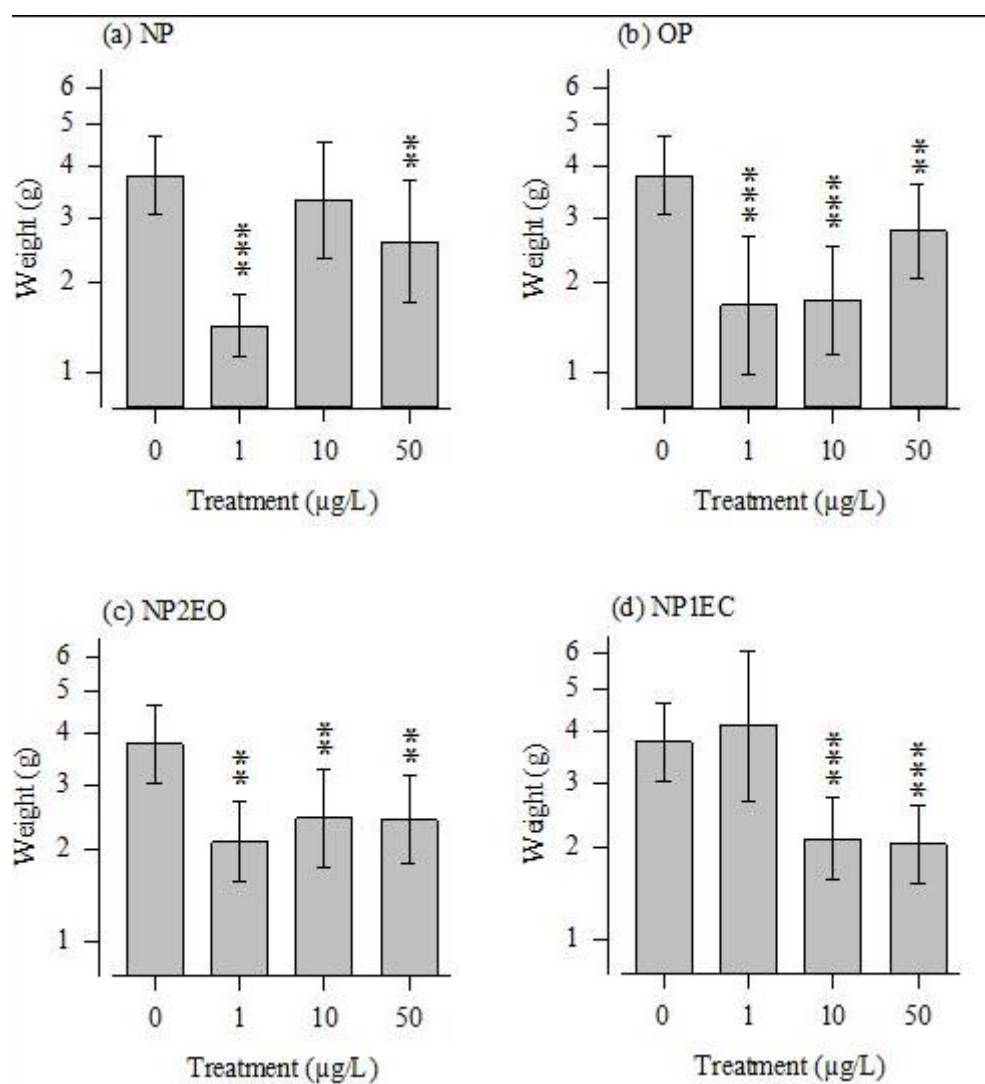 (a) NP
6
5
4
3
2
1
Weight (g)
**
***
0 1 10 50
Treatment (µg/L)
(b) OP
6
5
4
3
2
1
Weight (g)
***
***
**
0 1 10 50
Treatment (µg/L)
(c) NP2EO
6
5
4
3
2
1
Weight (g)
**
**
**
0 1 10 50
Treatment (µg/L)
(d) NP1EC
6
5
4
3
2
1
Weight (g)
***
***
0 1 10 50
Treatment (µg/L)